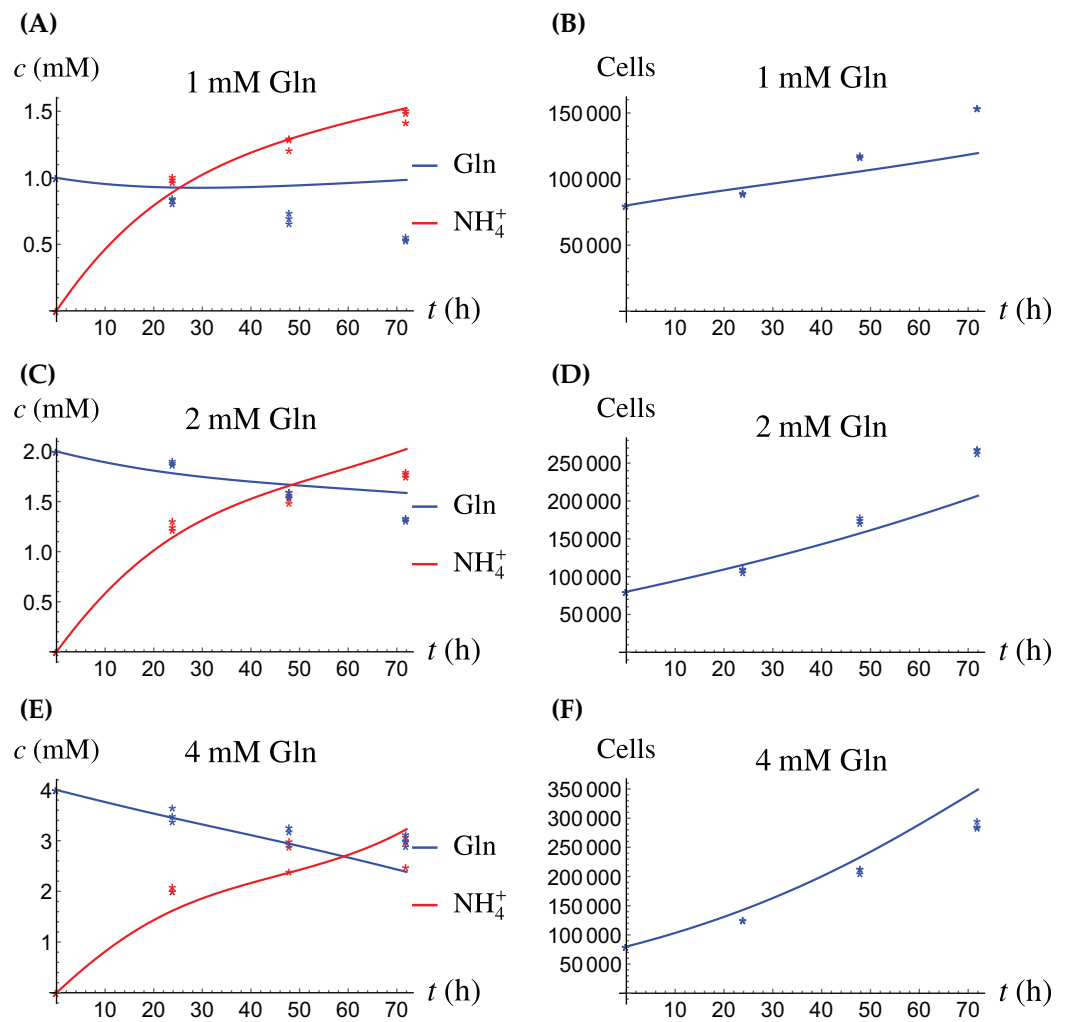 (A)
c (mM)
1 mM Gln
1.5
1.0
0.5
Gln
NH4+
10 20 30 40 50 60 70
t (h)
(B)
Cells
1 mM Gln
150 000
100 000
50 000
10 20 30 40 50 60 70
t (h)
(C)
c (mM)
2 mM Gln
2.0
1.5
1.0
0.5
Gln
NH4+
10 20 30 40 50 60 70
t (h)
(D)
Cells
2 mM Gln
250 000
200 000
150 000
100 000
50 000
10 20 30 40 50 60 70
t (h)
(E)
c (mM)
4 mM Gln
4
3
2
1
Gln
NH4+
10 20 30 40 50 60 70
t (h)
(F)
Cells
4 mM Gln
350 000
300 000
250 000
200 000
150 000
100 000
50 000
10 20 30 40 50 60 70
t (h)